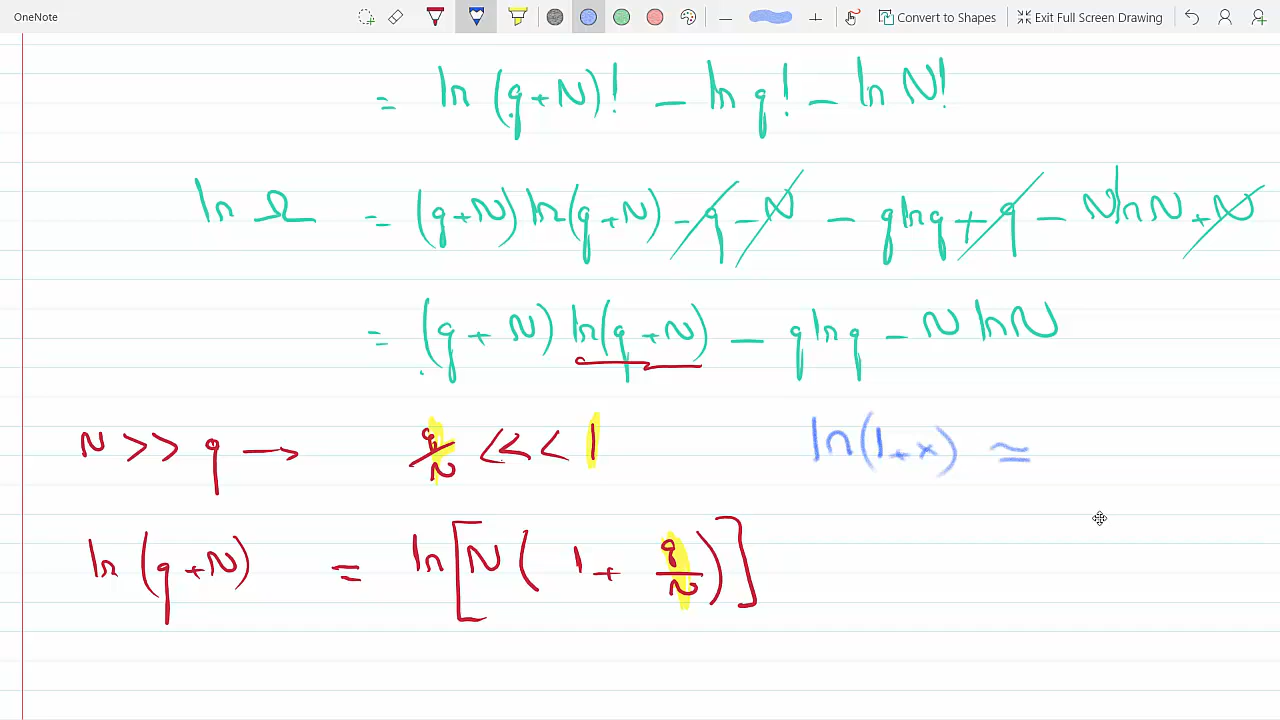 OneNote
Convert to Shapes
Exit Full Screen Drawing
= ln (q+N)! - ln q! - ln N!
ln Ω = (q+N) ln(q+N) - q - N - q ln q + q - N ln N + N
= (q + N) ln(q+N) - q ln q - N ln N
N >> q → q/N <<< 1
ln(1+x) ≃
ln (q+N) = ln [N ( 1 + q/N )]